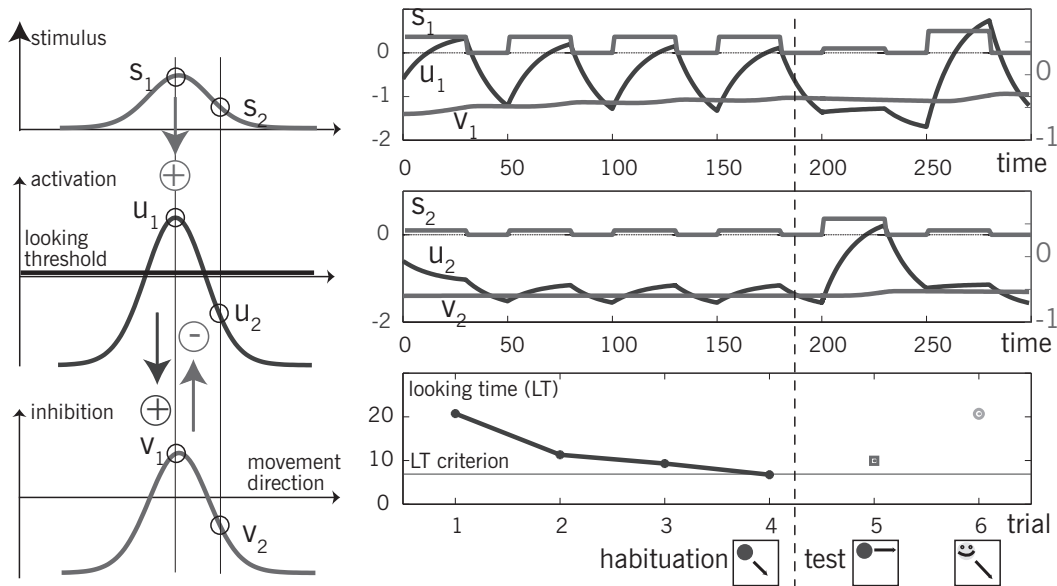 stimulus
s1
s2
+
activation
u1
looking
threshold
u2
-
+
inhibition
v1
movement
direction
v2
s1
0
u1
-1
v1
-2
0
-1
0 50 100 150 200 250 time
s2
0
u2
-1
v2
-2
0
-1
0 50 100 150 200 250 time
looking time (LT)
20
LT criterion
10
0
1 2 3 4 5 6 trial
habituation test